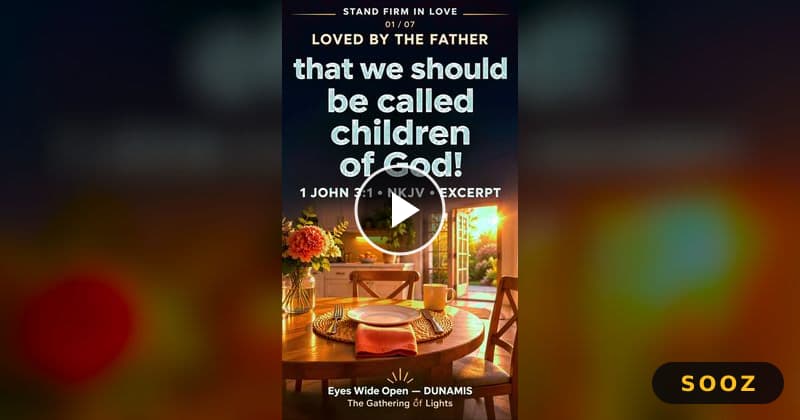 STAND FIRM IN LOVE
01 / 07
LOVED BY THE FATHER
that we should
be called
children
of God!
1 JOHN 3:1 • NKJV • EXCERPT
Eyes Wide Open — DUNAMIS
The Gathering of Lights
SOOZ